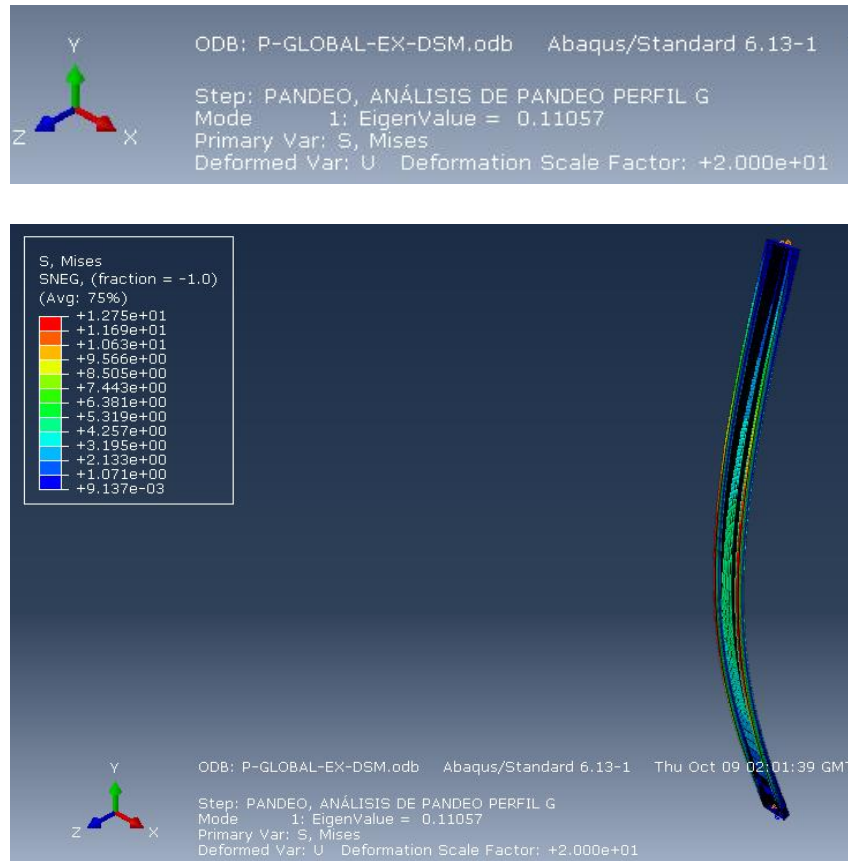 Y
Z
X
ODB: P-GLOBAL-EX-DSM.odb Abaqus/Standard 6.13-1
Step: PANDEO, ANÁLISIS DE PANDEO PERFIL G
Mode 1: EigenValue = 0.11057
Primary Var: S, Mises
Deformed Var: U Deformation Scale Factor: +2.000e+01
S, Mises
SNEG, (fraction = -1.0)
(Avg: 75%)
+1.275e+01
+1.169e+01
+1.063e+01
+9.566e+00
+8.505e+00
+7.443e+00
+6.381e+00
+5.319e+00
+4.257e+00
+3.195e+00
+2.133e+00
+1.071e+00
+9.137e-03
Y
Z
X
ODB: P-GLOBAL-EX-DSM.odb Abaqus/Standard 6.13-1 Thu Oct 09 02:01:39 GM
Step: PANDEO, ANÁLISIS DE PANDEO PERFIL G
Mode 1: EigenValue = 0.11057
Primary Var: S, Mises
Deformed Var: U Deformation Scale Factor: +2.000e+01